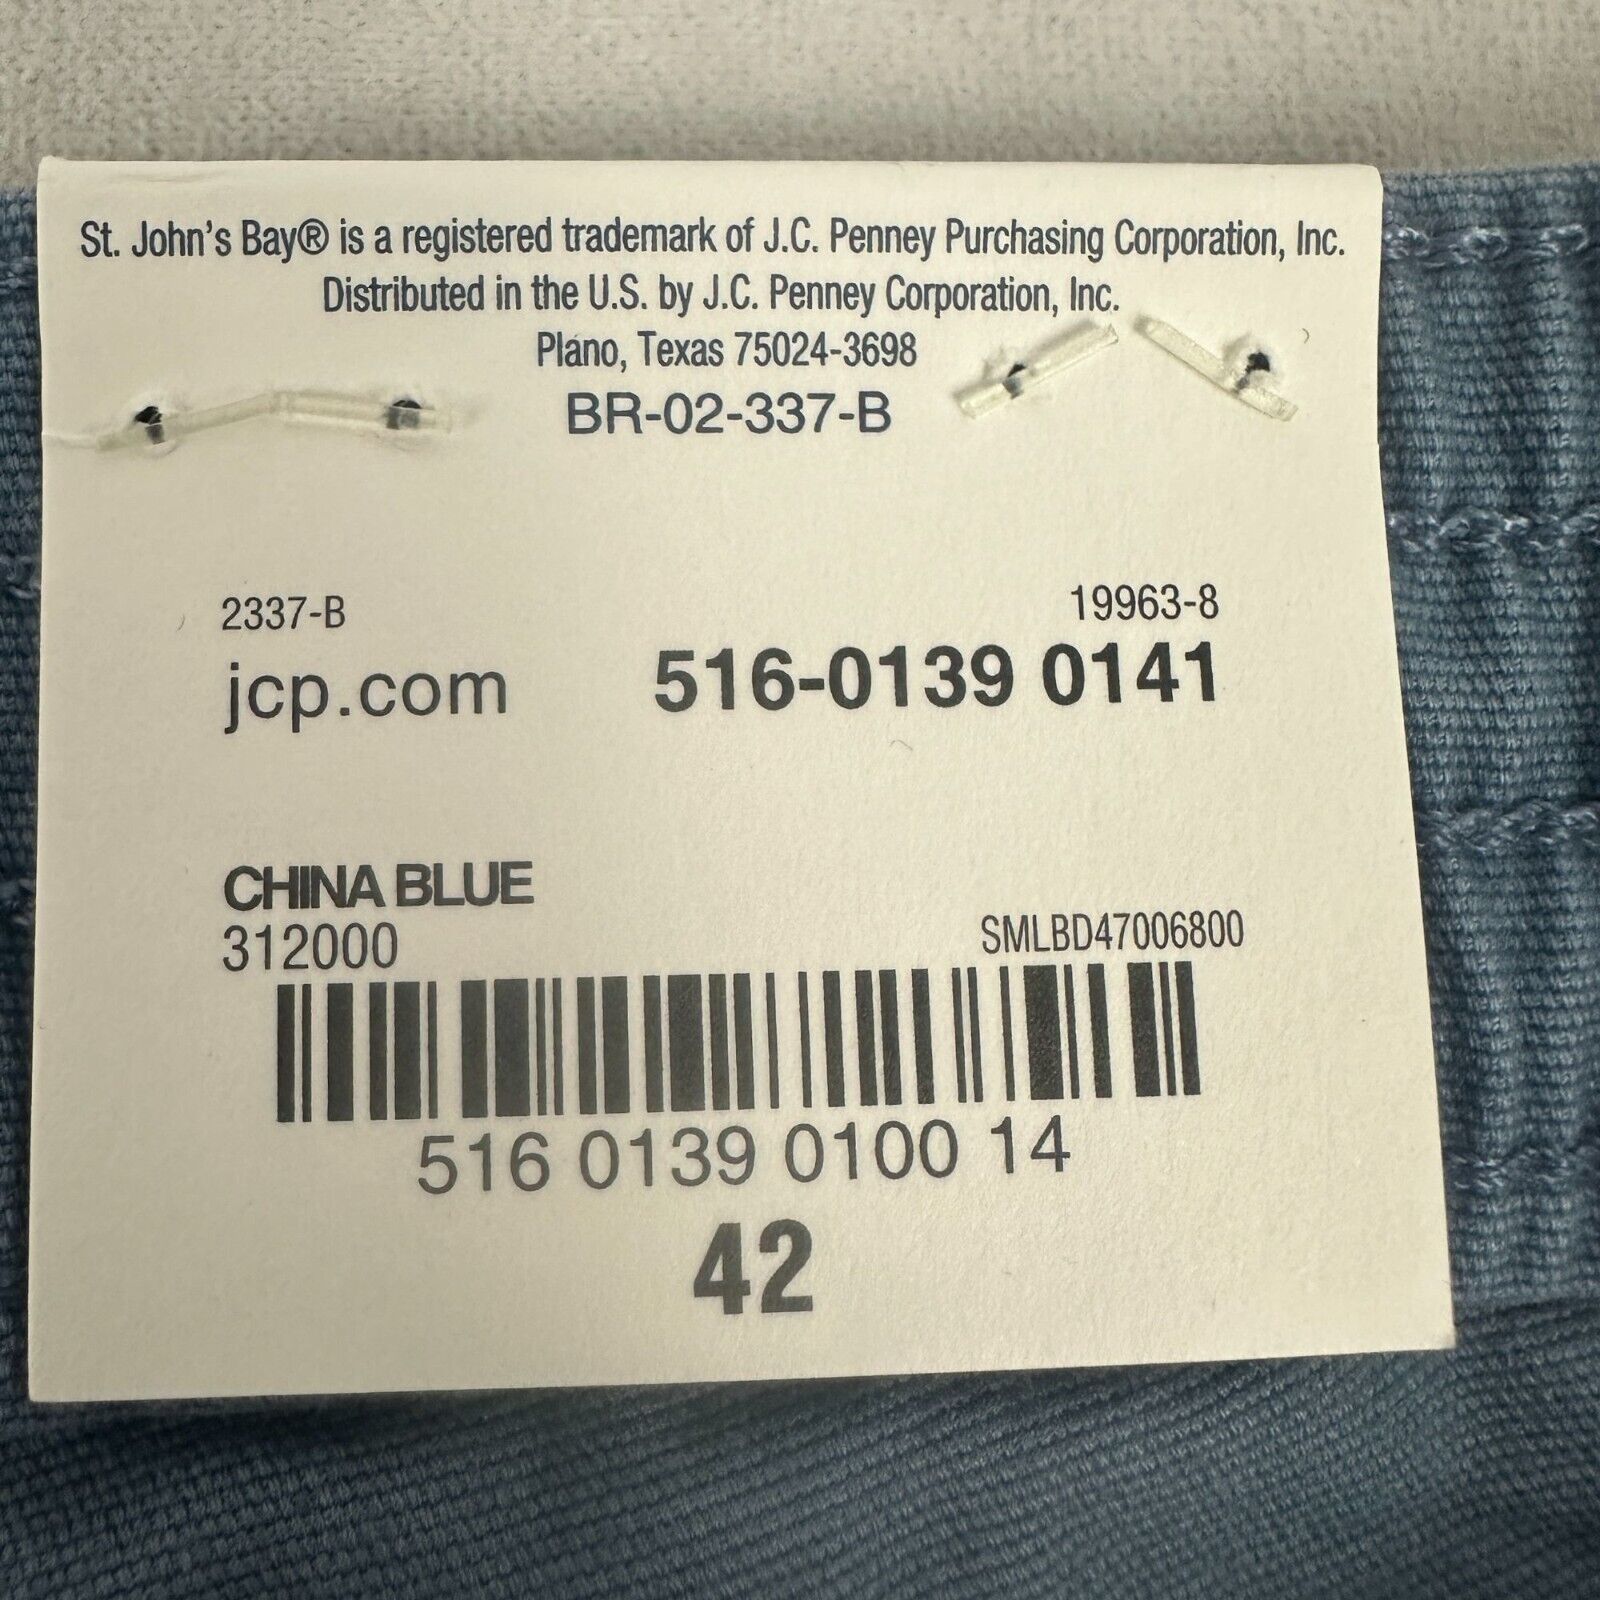 St. John's Bay® is a registered trademark of J.C. Penney Purchasing Corporation, Inc.
Distributed in the U.S. by J.C. Penney Corporation, Inc.
Plano, Texas 75024-3698
BR-02-337-B
2337-B 19963-8
jcp.com 516-0139 0141
CHINA BLUE
312000 SMLBD47006800
516 0139 0100 14
42